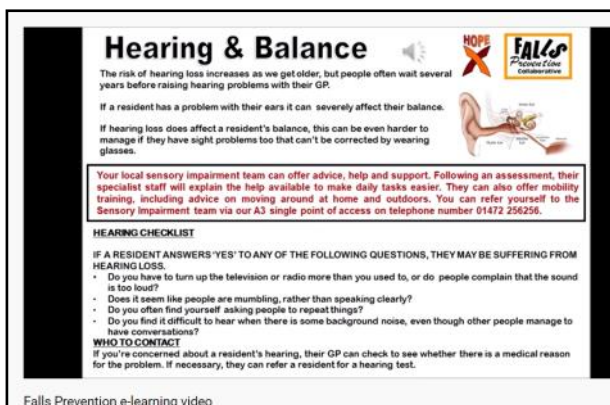 Hearing & Balance
HOPE
FALLS
Prevention
Collaborative
The risk of hearing loss increases as we get older, but people often wait several
years before raising hearing problems with their GP.
If a resident has a problem with their ears it can severely affect their balance.
If hearing loss does affect a resident's balance, this can be even harder to
manage if they have sight problems too that can't be corrected by wearing
glasses.
Your local sensory impairment team can offer advice, help and support. Following an assessment, their
specialist staff will explain the help available to make daily tasks easier. They can also offer mobility
training, including advice on moving around at home and outdoors. You can refer yourself to the
Sensory Impairment team via our A3 single point of access on telephone number 01472 256256.
HEARING CHECKLIST
IF A RESIDENT ANSWERS 'YES' TO ANY OF THE FOLLOWING QUESTIONS, THEY MAY BE SUFFERING FROM
HEARING LOSS.
• Do you have to turn up the television or radio more than you used to, or do people complain that the sound
is too loud?
• Does it seem like people are mumbling, rather than speaking clearly?
• Do you often find yourself asking people to repeat things?
• Do you find it difficult to hear when there is some background noise, even though other people manage to
have conversations?
WHO TO CONTACT
If you're concerned about a resident's hearing, their GP can check to see whether there is a medical reason
for the problem. If necessary, they can refer a resident for a hearing test.
Falls Prevention e-learning video